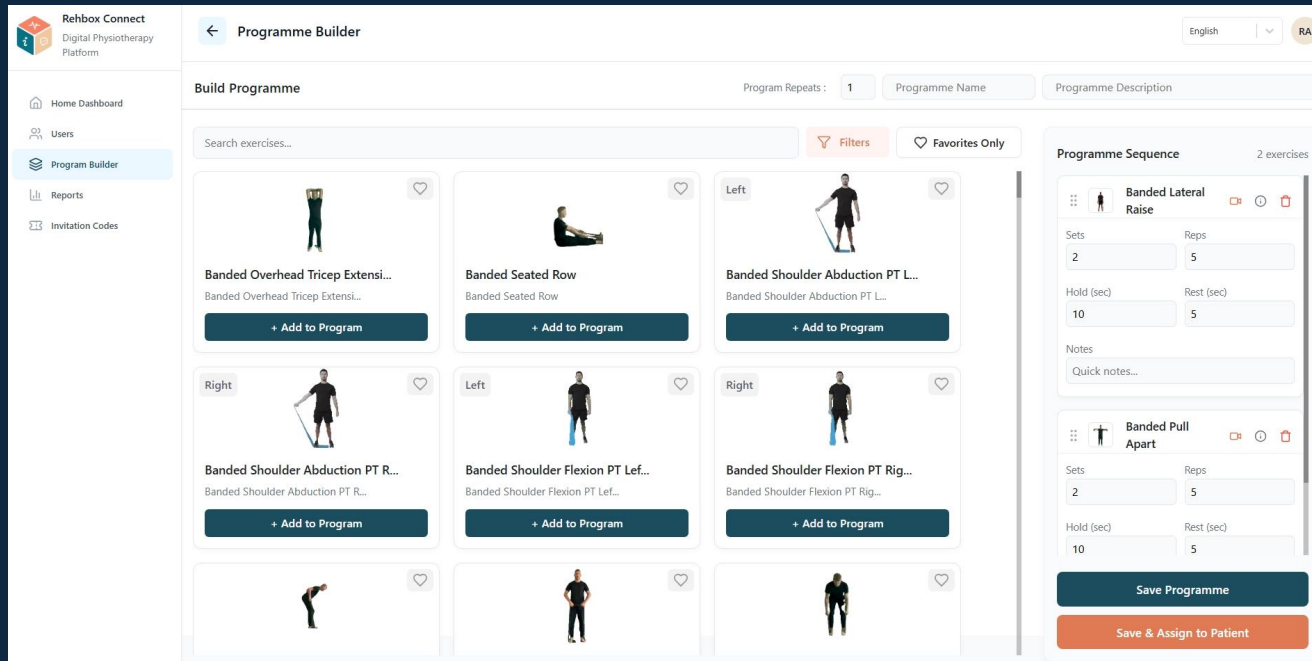 Rehbox Connect
Digital Physiotherapy
Platform
Home Dashboard
Users
Program Builder
Reports
Invitation Codes
Programme Builder
English
RA
Build Programme
Program Repeats :
1
Programme Name
Programme Description
Search exercises...
Filters
Favorites Only
Banded Overhead Tricep Extensi...
Banded Overhead Tricep Extensi...
+ Add to Program
Banded Seated Row
Banded Seated Row
+ Add to Program
Left
Banded Shoulder Abduction PT L...
Banded Shoulder Abduction PT L...
+ Add to Program
Right
Banded Shoulder Abduction PT R...
Banded Shoulder Abduction PT R...
+ Add to Program
Left
Banded Shoulder Flexion PT Lef...
Banded Shoulder Flexion PT Lef...
+ Add to Program
Right
Banded Shoulder Flexion PT Rig...
Banded Shoulder Flexion PT Rig...
+ Add to Program
Programme Sequence
2 exercises
Banded Lateral
Raise
Sets
Reps
2
5
Hold (sec)
Rest (sec)
10
5
Notes
Quick notes...
Banded Pull
Apart
Sets
Reps
2
5
Hold (sec)
Rest (sec)
10
5
Save Programme
Save & Assign to Patient